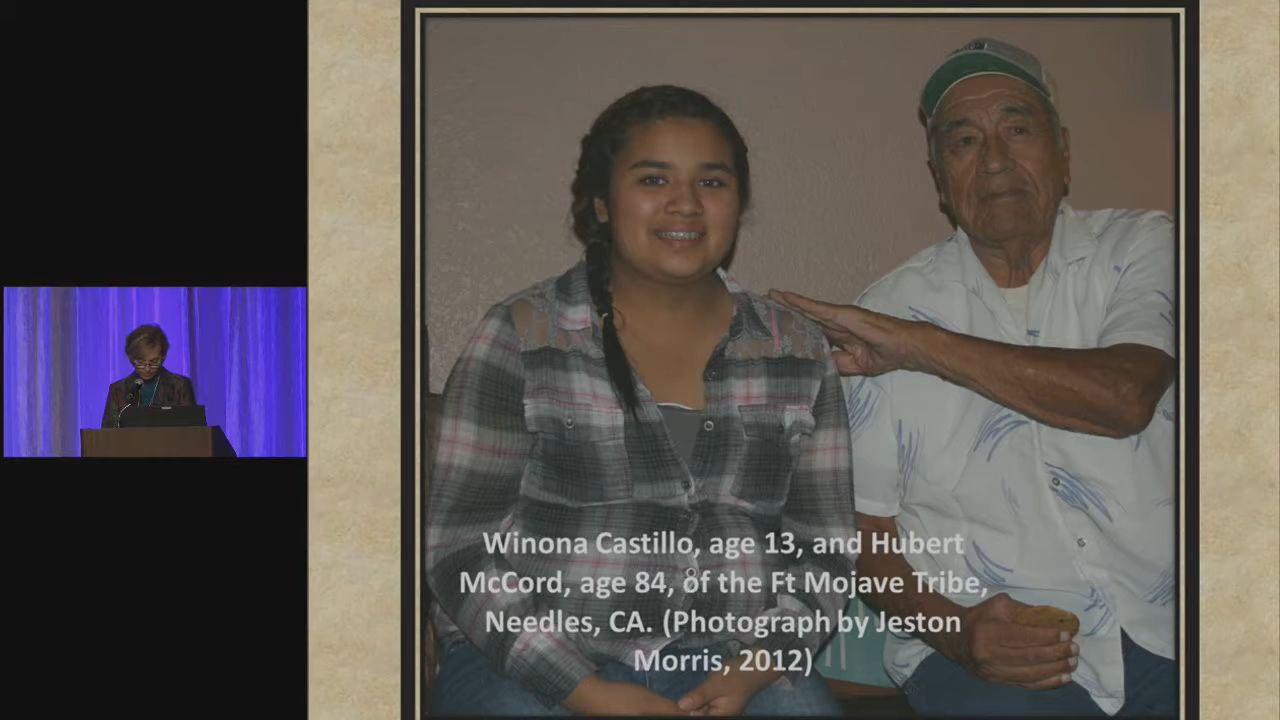 Winona Castillo, age 13, and Hubert
McCord, age 84, of the Ft Mojave Tribe,
Needles, CA. (Photograph by Jeston
Morris, 2012)